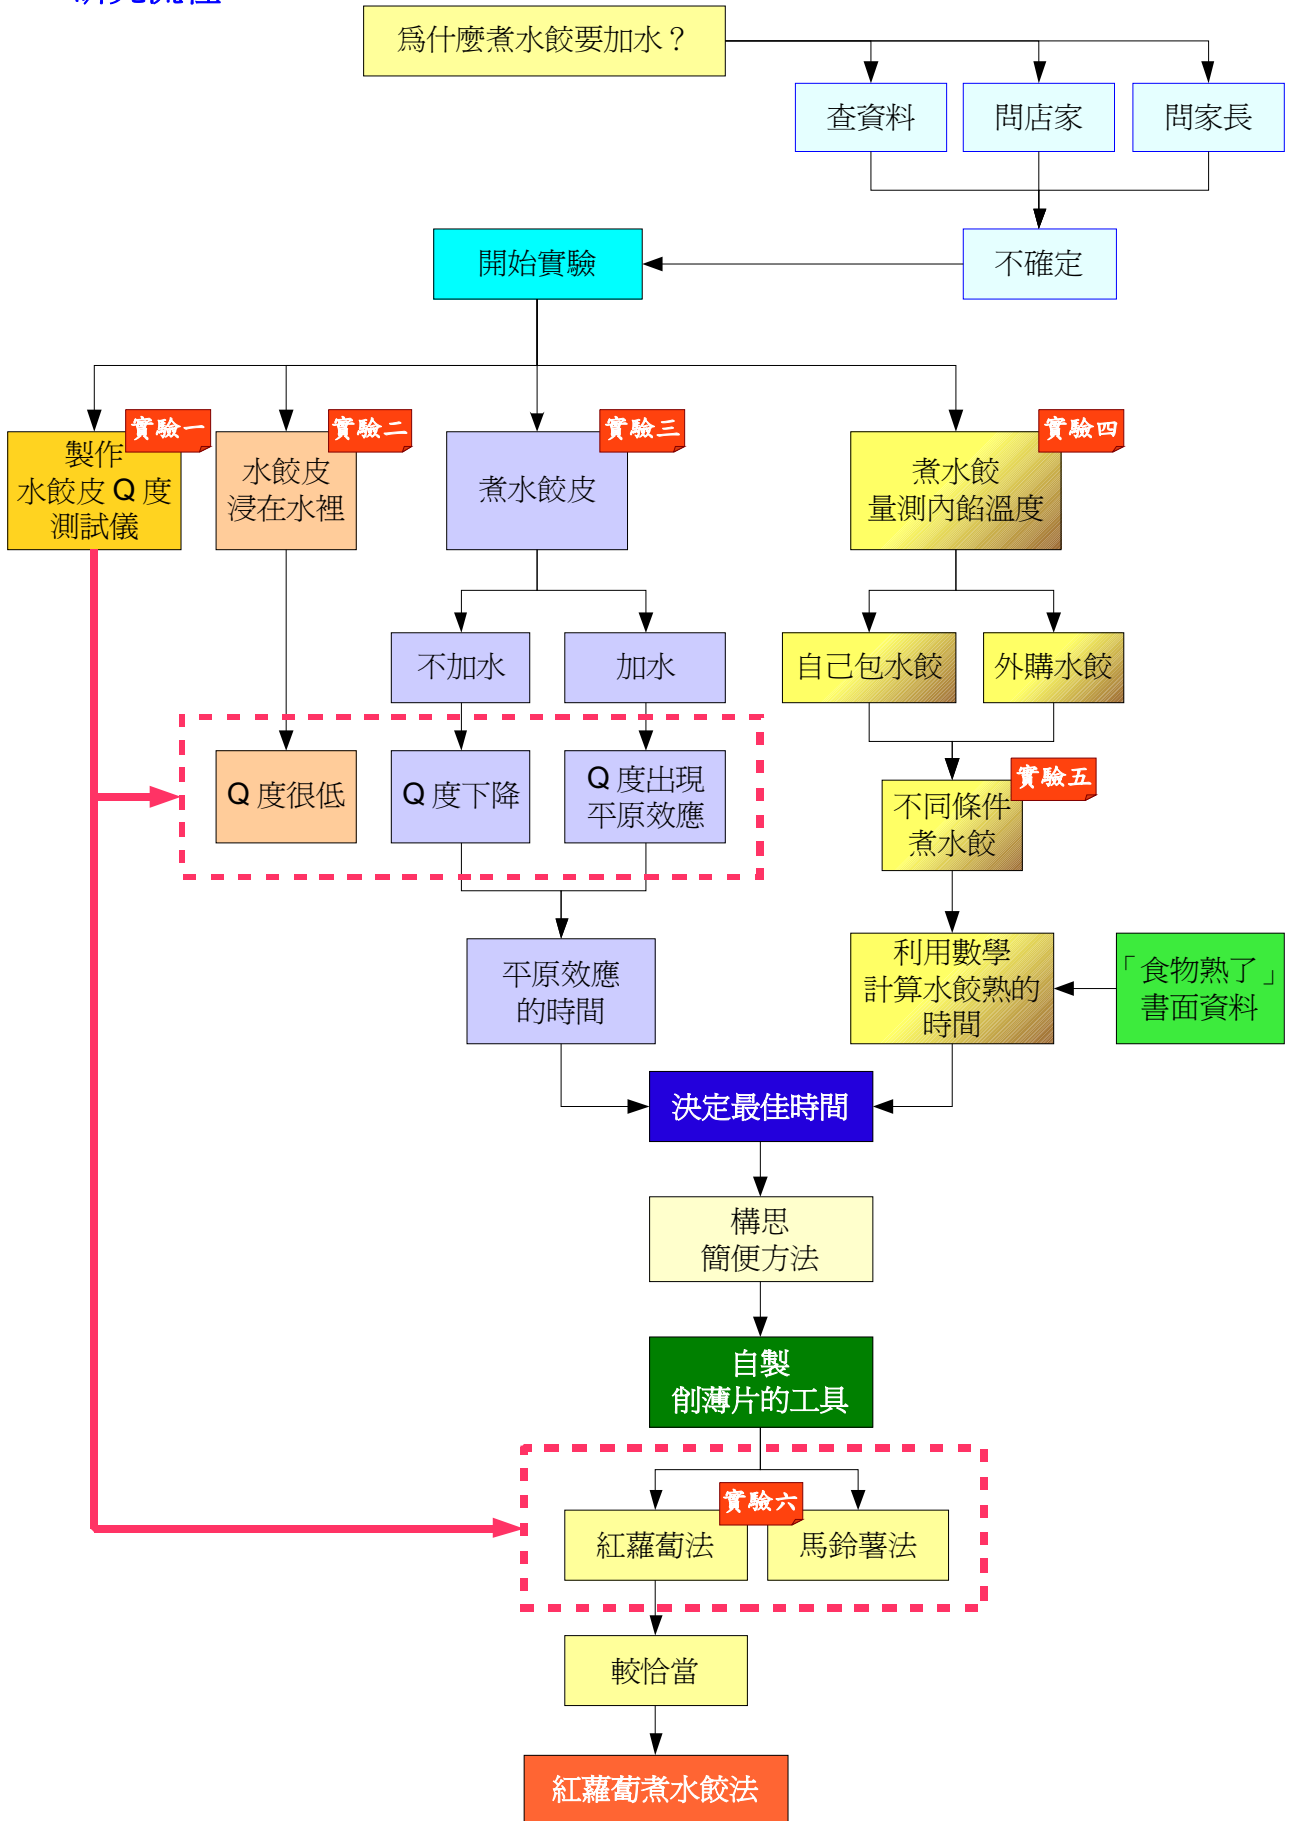 為什麼煮水餃要加水？
查資料
問店家
問家長
不確定
開始實驗
實驗一
製作
水餃皮Q度
測試儀
實驗二
水餃皮
浸在水裡
實驗三
煮水餃皮
實驗四
煮水餃
量測內餡溫度
不加水
加水
自己包水餃
外購水餃
Q度很低
Q度下降
Q度出現
平原效應
實驗五
不同條件
煮水餃
平原效應
的時間
利用數學
計算水餃熟的
時間
「食物熟了」
書面資料
決定最佳時間
構思
簡便方法
自製
削薄片的工具
實驗六
紅蘿蔔法
馬鈴薯法
較恰當
紅蘿蔔煮水餃法